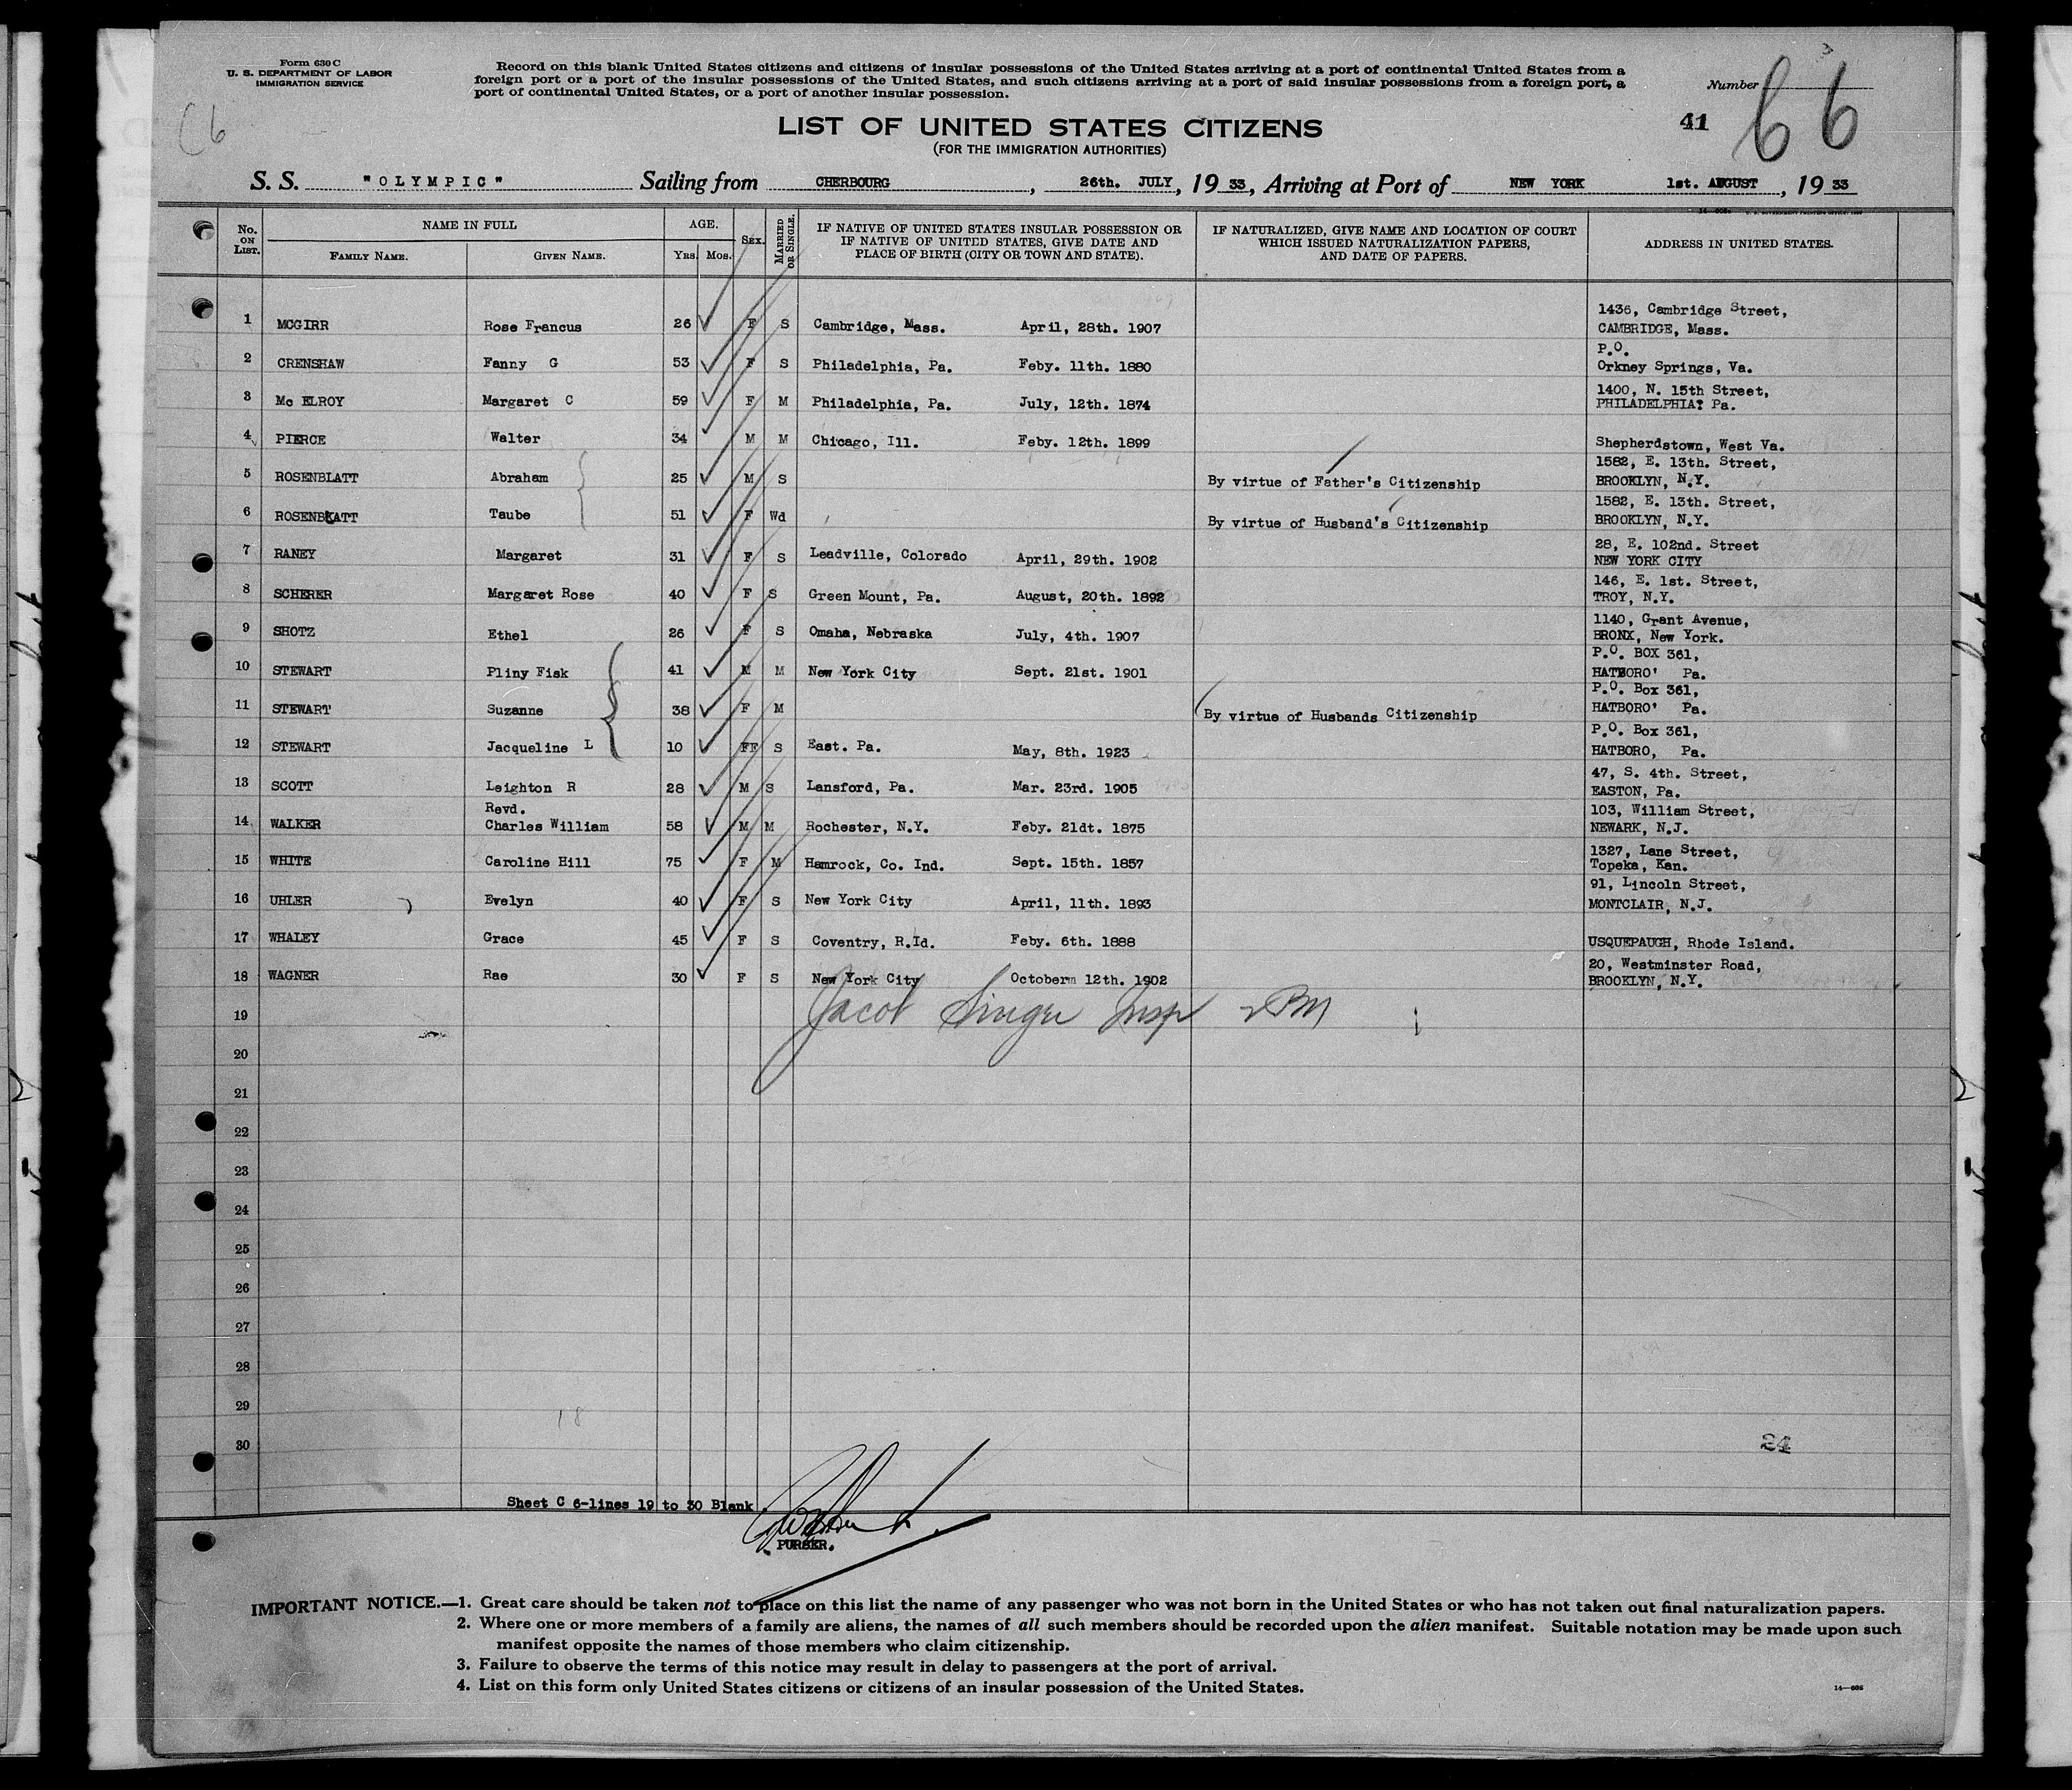 Form 630 C
U. S. DEPARTMENT OF LABOR
IMMIGRATION SERVICE
Record on this blank United States citizens and citizens of insular possessions of the United States arriving at a port of continental United States from a
foreign port or a port of the insular possessions of the United States, and such citizens arriving at a port of said insular possessions from a foreign port, a
port of continental United States, or a port of another insular possession.
Number 66
41
C6
LIST OF UNITED STATES CITIZENS
(FOR THE IMMIGRATION AUTHORITIES)
S. S. "OLYMPIC" Sailing from CHERBOURG, 26th. JULY, 19 33, Arriving at Port of NEW YORK 1st. AUGUST, 19 33
No. ON LIST. NAME IN FULL FAMILY NAME. GIVEN NAME. AGE. YRS. MOS. SEX. MARRIED OR SINGLE. IF NATIVE OF UNITED STATES INSULAR POSSESSION OR IF NATIVE OF UNITED STATES, GIVE DATE AND PLACE OF BIRTH (CITY OR TOWN AND STATE). IF NATURALIZED, GIVE NAME AND LOCATION OF COURT WHICH ISSUED NATURALIZATION PAPERS, AND DATE OF PAPERS. ADDRESS IN UNITED STATES.
1 MCGIRR Rose Francus 26 F S Cambridge, Mass. April, 28th. 1907 1436, Cambridge Street, CAMBRIDGE, Mass.
2 CRENSHAW Fanny G 53 F S Philadelphia, Pa. Feby. 11th. 1880 P.O. Orkney Springs, Va.
3 Mc ELROY Margaret C 59 F M Philadelphia, Pa. July, 12th. 1874 1400, N. 15th Street, PHILADELPHIA? Pa.
4 PIERCE Walter 34 M M Chicago, Ill. Feby. 12th. 1899 Shepherdstown, West Va.
5 ROSENBLATT Abraham 25 M S By virtue of Father's Citizenship 1582, E. 13th. Street, BROOKLYN, N.Y.
6 ROSENBLATT Taube 51 F Wd By virtue of Husband's Citizenship 1582, E. 13th. Street, BROOKLYN, N.Y.
7 RANEY Margaret 31 F S Leadville, Colorado April, 29th. 1902 28, E. 102nd. Street NEW YORK CITY
8 SCHERER Margaret Rose 40 F S Green Mount, Pa. August, 20th. 1892 146, E. 1st. Street, TROY, N.Y.
9 SHOTZ Ethel 26 F S Omaha, Nebraska July, 4th. 1907 1140, Grant Avenue, BRONX, New York.
10 STEWART Pliny Fisk 41 M M New York City Sept. 21st. 1901 P.O. BOX 361, HATBORO' Pa.
11 STEWART Suzanne 38 F M By virtue of Husbands Citizenship P.O. Box 361, HATBORO' Pa.
12 STEWART Jacqueline L 10 FF S East. Pa. May, 8th. 1923 P.O. Box 361, HATBORO, Pa.
13 SCOTT Leighton R 28 M S Lansford, Pa. Mar. 23rd. 1905 47, S. 4th. Street, EASTON, Pa.
14 WALKER Revd. Charles William 58 M M Rochester, N.Y. Feby. 21dt. 1875 103, William Street, NEWARK, N.J.
15 WHITE Caroline Hill 75 F M Hamrock, Co. Ind. Sept. 15th. 1857 1327, Lane Street, Topeka, Kan.
16 UHLER Evelyn 40 F S New York City April, 11th. 1893 91, Lincoln Street, MONTCLAIR, N.J.
17 WHALEY Grace 45 F S Coventry, R.Id. Feby. 6th. 1888 USQUEPAUGH, Rhode Island.
18 WAGNER Rae 30 F S New York City Octoberm 12th. 1902 20, Westminster Road, BROOKLYN, N.Y.
19 Jacob Singer Insp
20
21
22
23
24
25
26
27
28
29
18
30
24
Sheet C 6-lines 19 to 30 Blank.
PURSER.
IMPORTANT NOTICE.—1. Great care should be taken not to place on this list the name of any passenger who was not born in the United States or who has not taken out final naturalization papers.
2. Where one or more members of a family are aliens, the names of all such members should be recorded upon the alien manifest. Suitable notation may be made upon such
manifest opposite the names of those members who claim citizenship.
3. Failure to observe the terms of this notice may result in delay to passengers at the port of arrival.
4. List on this form only United States citizens or citizens of an insular possession of the United States.